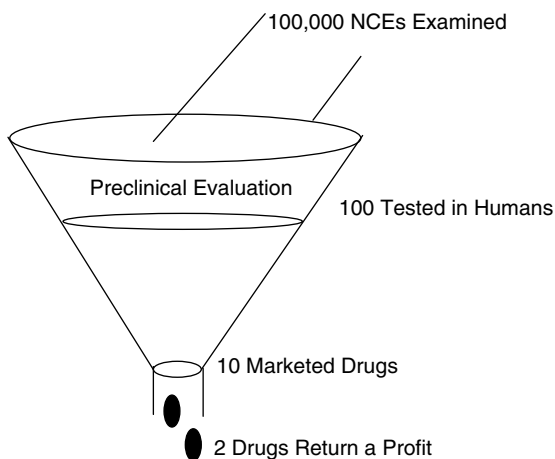 100,000 NCEs Examined
Preclinical Evaluation
100 Tested in Humans
10 Marketed Drugs
2 Drugs Return a Profit